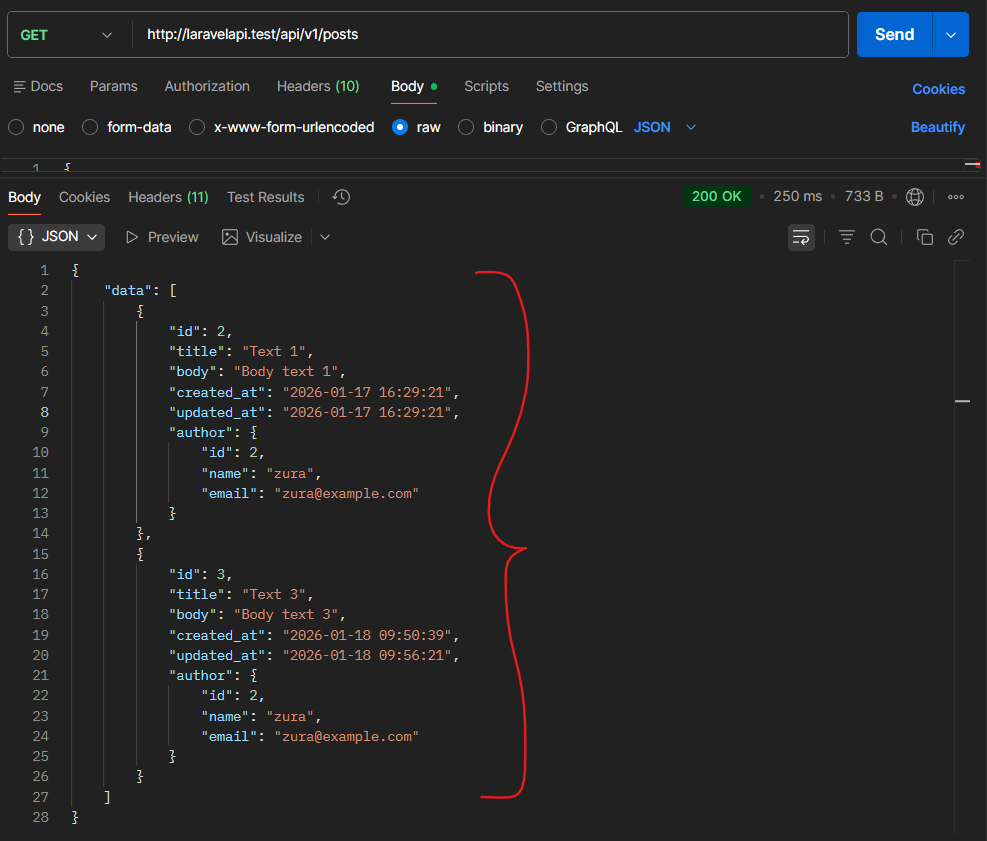 GET http://laravelapi.test/api/v1/posts Send
Docs Params Authorization Headers (10) Body Scripts Settings Cookies
none form-data x-www-form-urlencoded raw binary GraphQL JSON Beautify
1 {
Body Cookies Headers (11) Test Results 200 OK 250 ms 733 B
{} JSON Preview Visualize
1 {
2 "data": [
3 {
4 "id": 2,
5 "title": "Text 1",
6 "body": "Body text 1",
7 "created_at": "2026-01-17 16:29:21",
8 "updated_at": "2026-01-17 16:29:21",
9 "author": {
10 "id": 2,
11 "name": "zura",
12 "email": "zura@example.com"
13 }
14 },
15 {
16 "id": 3,
17 "title": "Text 3",
18 "body": "Body text 3",
19 "created_at": "2026-01-18 09:50:39",
20 "updated_at": "2026-01-18 09:56:21",
21 "author": {
22 "id": 2,
23 "name": "zura",
24 "email": "zura@example.com"
25 }
26 }
27 ]
28 }